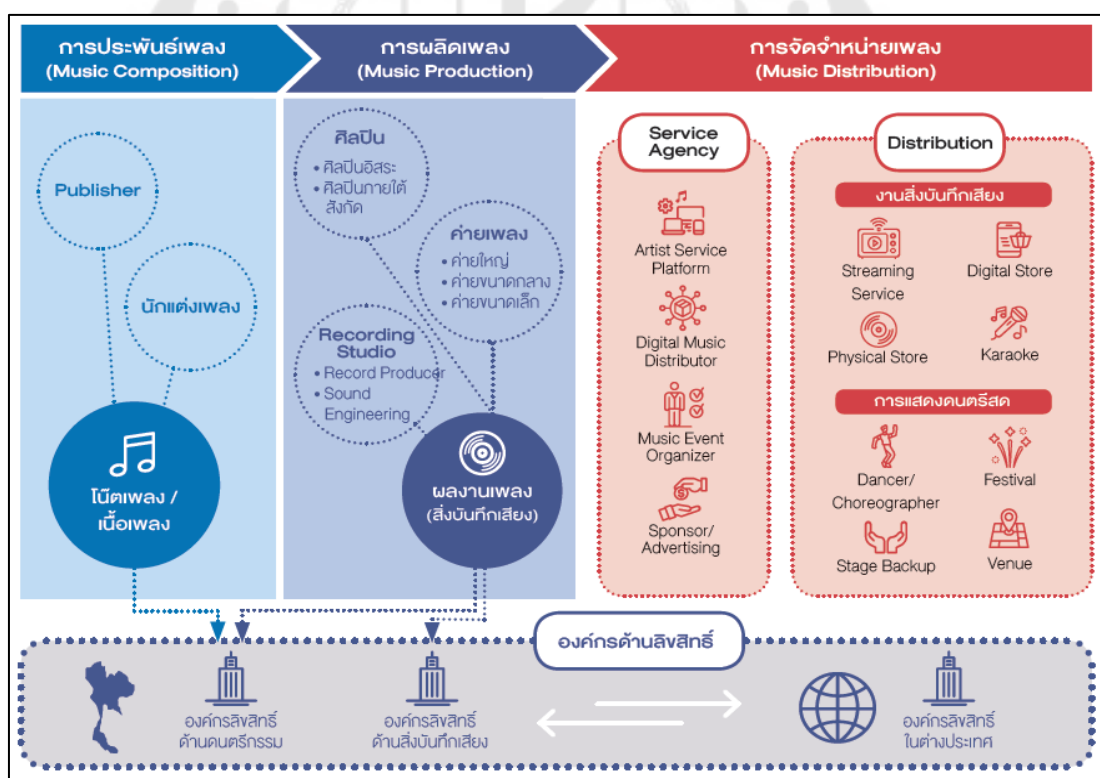 การประพันธ์เพลง
(Music Composition)
การผลิตเพลง
(Music Production)
การจัดจำหน่ายเพลง
(Music Distribution)
Publisher
นักแต่งเพลง
โน๊ตเพลง /
เนื้อเพลง
ศิลปิน
• ศิลปินอิสระ
• ศิลปินภายใต้
สังกัด
ค่ายเพลง
• ค่ายใหญ่
• ค่ายขนาดกลาง
• ค่ายขนาดเล็ก
Recording
Studio
• Record Producer
• Sound
Engineering
ผลงานเพลง
(สิ่งบันทึกเสียง)
Service
Agency
Artist Service
Platform
Digital Music
Distributor
Music Event
Organizer
Sponsor/
Advertising
Distribution
งานสิ่งบันทึกเสียง
Streaming
Service
Digital Store
Physical Store
Karaoke
การแสดงดนตรีสด
Dancer/
Choreographer
Festival
Stage Backup
Venue
องค์กรด้านลิขสิทธิ์
องค์กรลิขสิทธิ์
ด้านดนตรีกรรม
องค์กรลิขสิทธิ์
ด้านสิ่งบันทึกเสียง
องค์กรลิขสิทธิ์
ในต่างประเทศ